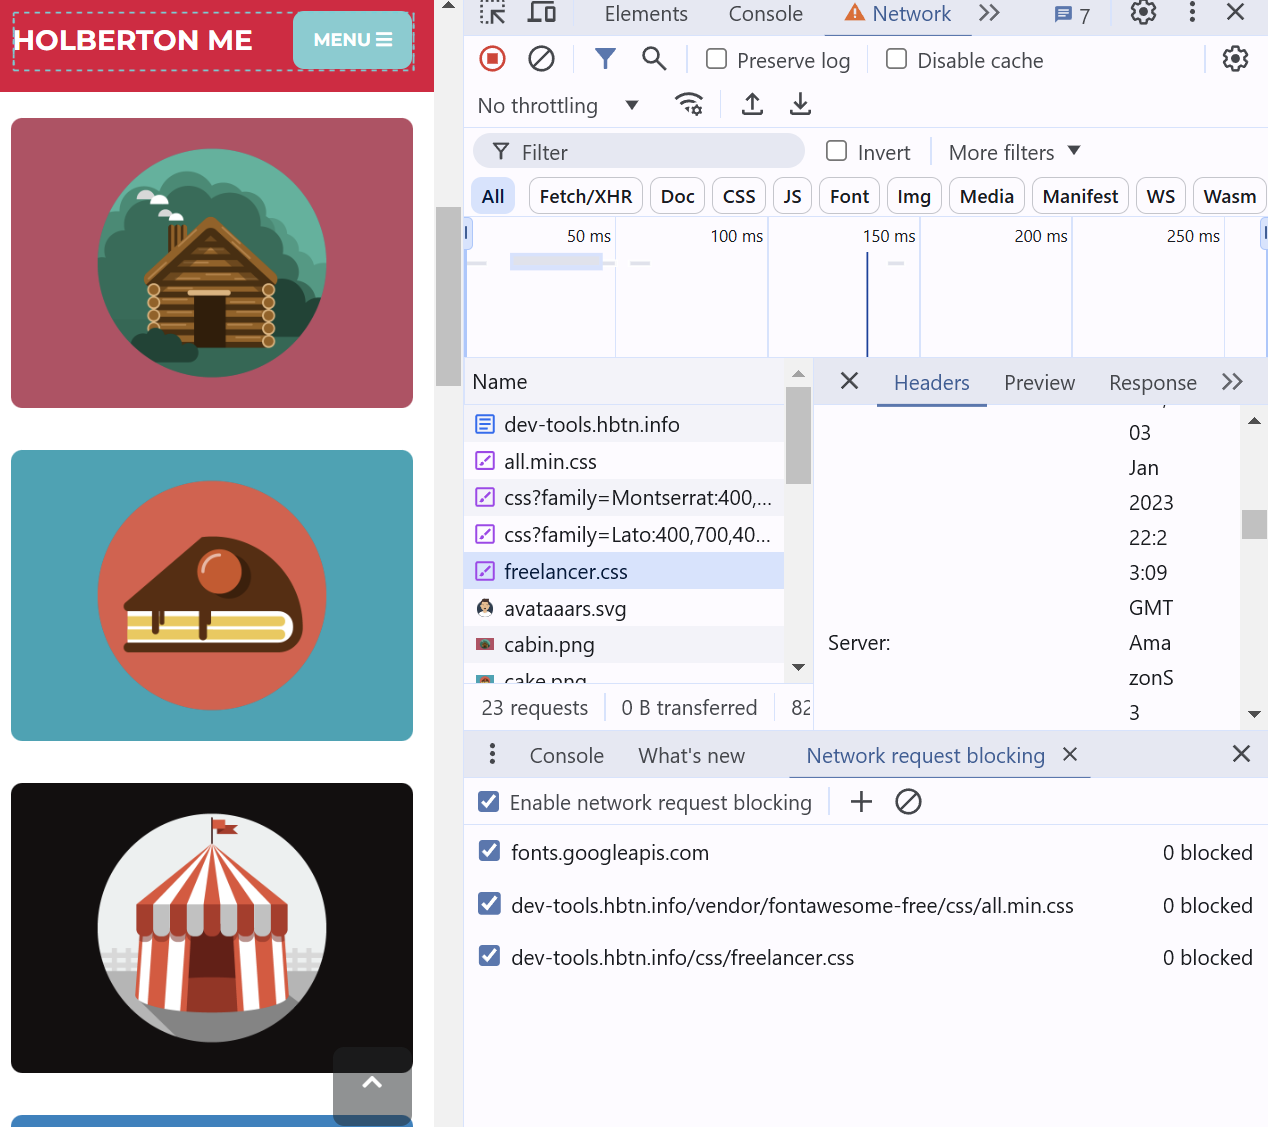 HOLBERTON ME
MENU
Elements
Console
Network
7
Preserve log
Disable cache
No throttling
Filter
Invert
More filters
All
Fetch/XHR
Doc
CSS
JS
Font
Img
Media
Manifest
WS
Wasm
50 ms
100 ms
150 ms
200 ms
250 ms
Name
dev-tools.hbtn.info
all.min.css
css?family=Montserrat:400,...
css?family=Lato:400,700,40...
freelancer.css
avataaars.svg
cabin.png
cake.png
23 requests
0 B transferred
82
Headers
Preview
Response
03
Jan
2023
22:2
3:09
GMT
Server:
Ama
zonS
3
Console
What's new
Network request blocking
Enable network request blocking
fonts.googleapis.com
0 blocked
dev-tools.hbtn.info/vendor/fontawesome-free/css/all.min.css
0 blocked
dev-tools.hbtn.info/css/freelancer.css
0 blocked